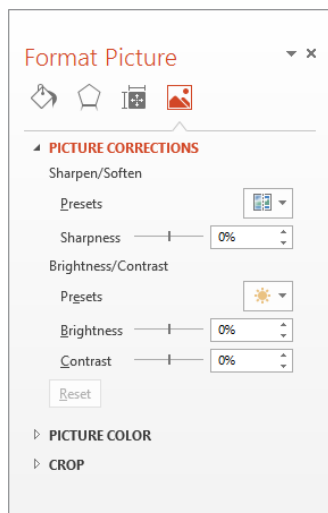 Format Picture
PICTURE CORRECTIONS
Sharpen/Soften
Presets
Sharpness 0%
Brightness/Contrast
Presets
Brightness 0%
Contrast 0%
Reset
PICTURE COLOR
CROP